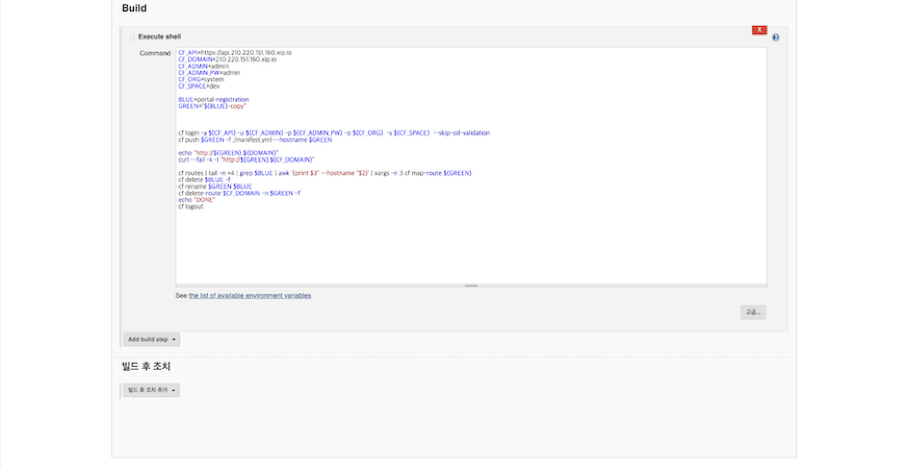 Build
Execute shell
X
Command
CF_API=https://api.210.220.151.160.xip.io
CF_DOMAIN=210.220.151.160.xip.io
CF_ADMIN=admin
CF_ADMIN_PW=admin
CF_ORG=system
CF_SPACE=dev
BLUE=portal-registration
GREEN="${BLUE}-copy"
cf login -a ${CF_API} -u ${CF_ADMIN} -p ${CF_ADMIN_PW} -o ${CF_ORG} -s ${CF_SPACE} --skip-ssl-validation
cf push $GREEN -f ./manifest.yml --hostname $GREEN
echo "http://${GREEN}.${DOMAIN}"
curl --fail -k -I "http://${GREEN}.${CF_DOMAIN}"
cf routes | tail -n +4 | grep $BLUE | awk '{print $3" --hostname "$2}' | xargs -n 3 cf map-route ${GREEN}
cf delete $BLUE -f
cf rename $GREEN $BLUE
cf delete-route $CF_DOMAIN -n $GREEN -f
echo "DONE"
cf logout
See the list of available environment variables
고급...
Add build step
빌드 후 조치
빌드 후 조치 추가